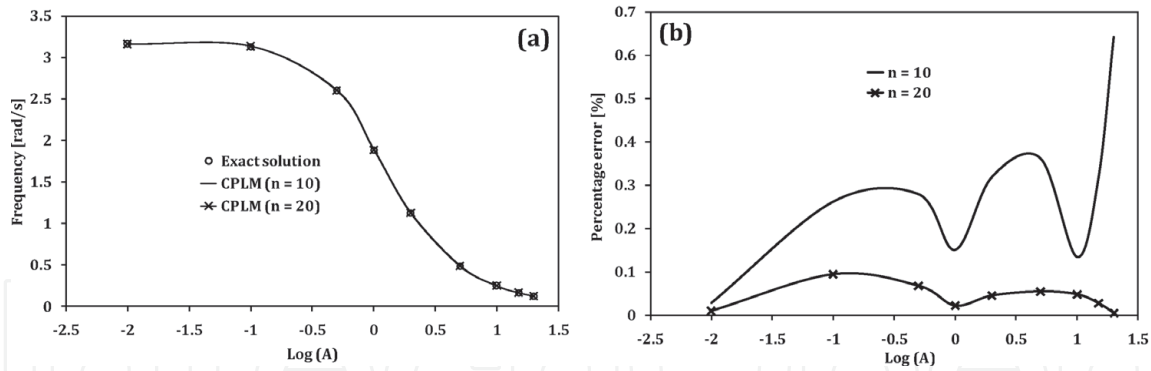 (a)
3.5
3
2.5
2
1.5
1
0.5
0
-2.5 -2 -1.5 -1 -0.5 0 0.5 1 1.5
Frequency [rad/s]
Log (A)
Exact solution
CPLM (n = 10)
CPLM (n = 20)
(b)
0.7
0.6
0.5
0.4
0.3
0.2
0.1
0
-2.5 -2 -1.5 -1 -0.5 0 0.5 1 1.5
Percentage error [%]
Log (A)
n = 10
n = 20